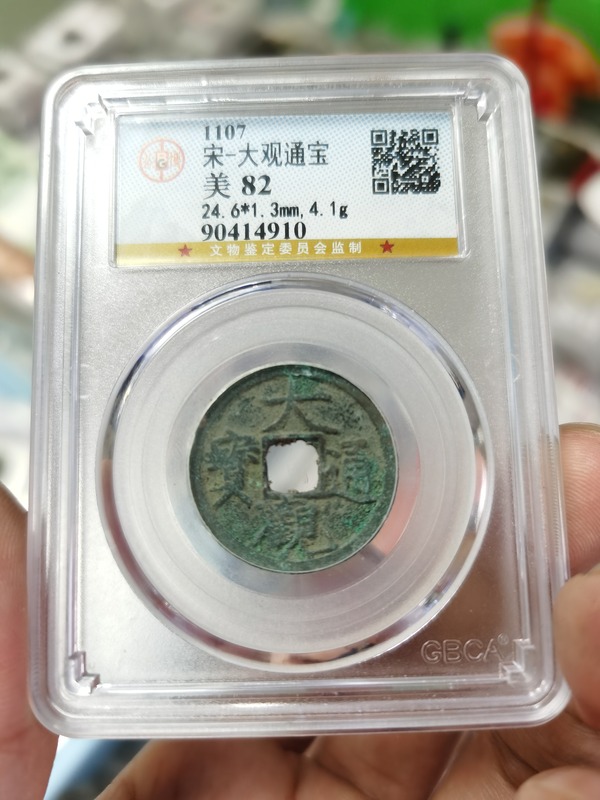 1107
宋-大观通宝
美 82
24.6*1.3mm,4.1g
90414910
★ 文物鉴定委员会监制 ★
大
寶 通
觀
GBCA®